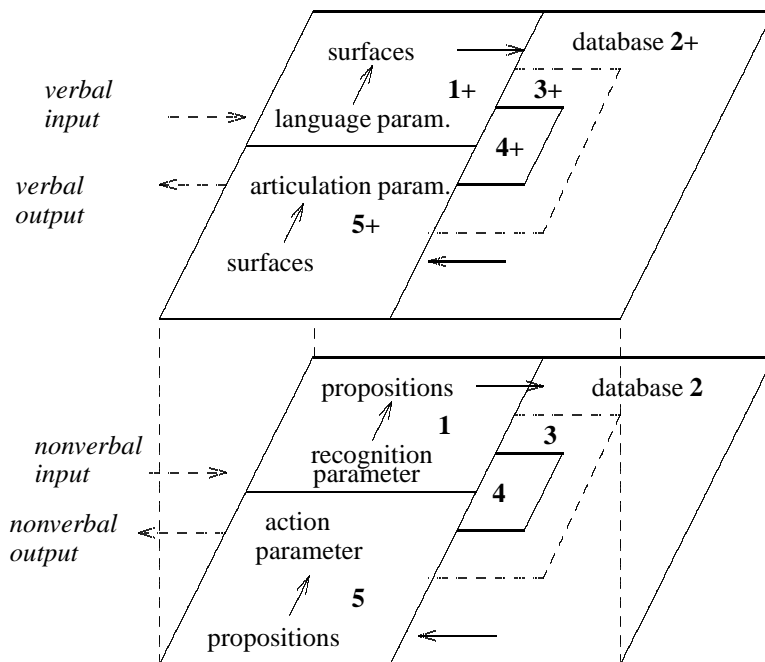 surfaces
database 2+
verbal
input
1+
3+
language param.
4+
verbal
output
articulation param.
5+
surfaces
propositions
database 2
1
3
nonverbal
input
recognition
parameter
4
nonverbal
output
action
parameter
5
propositions